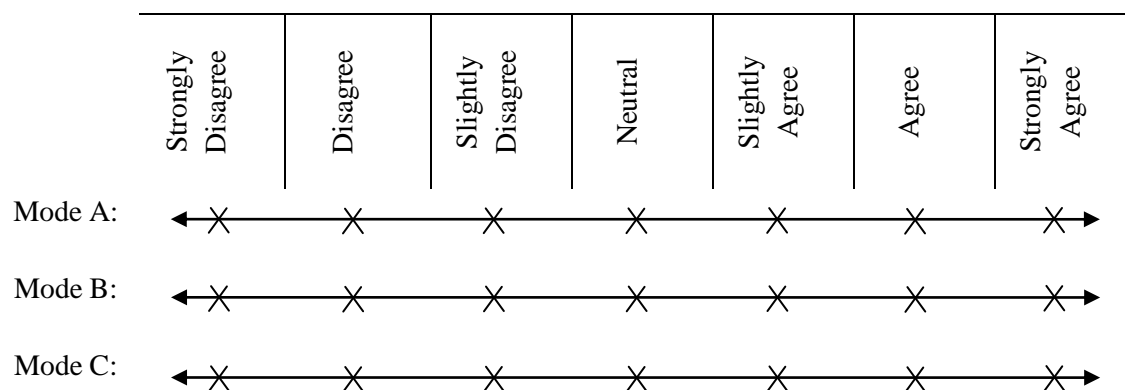 Strongly
Disagree
Disagree
Slightly
Disagree
Neutral
Slightly
Agree
Agree
Strongly
Agree
Mode A:
Mode B:
Mode C: